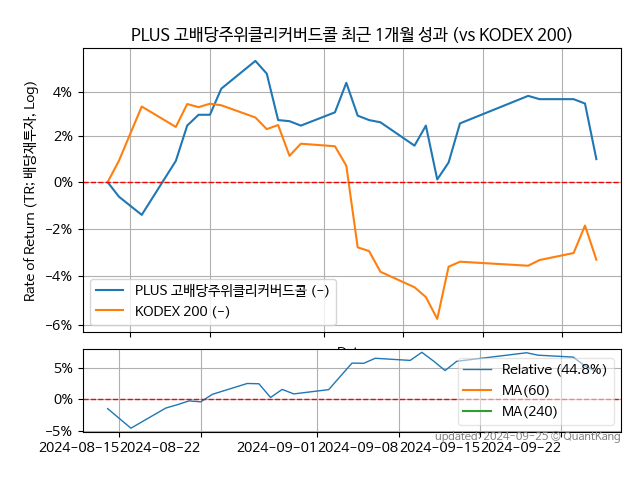 PLUS 고배당주위클리커버드콜 최근 1개월 성과 (vs KODEX 200)
Rate of Return (TR: 배당재투자, Log)
4%
2%
0%
−2%
−4%
−6%
PLUS 고배당주위클리커버드콜 (-)
KODEX 200 (-)
5%
0%
−5%
Relative (44.8%)
MA(60)
MA(240)
updated: 2024-09-25 © QuantKang
2024-08-15 2024-08-22 2024-09-01 2024-09-08 2024-09-15 2024-09-22